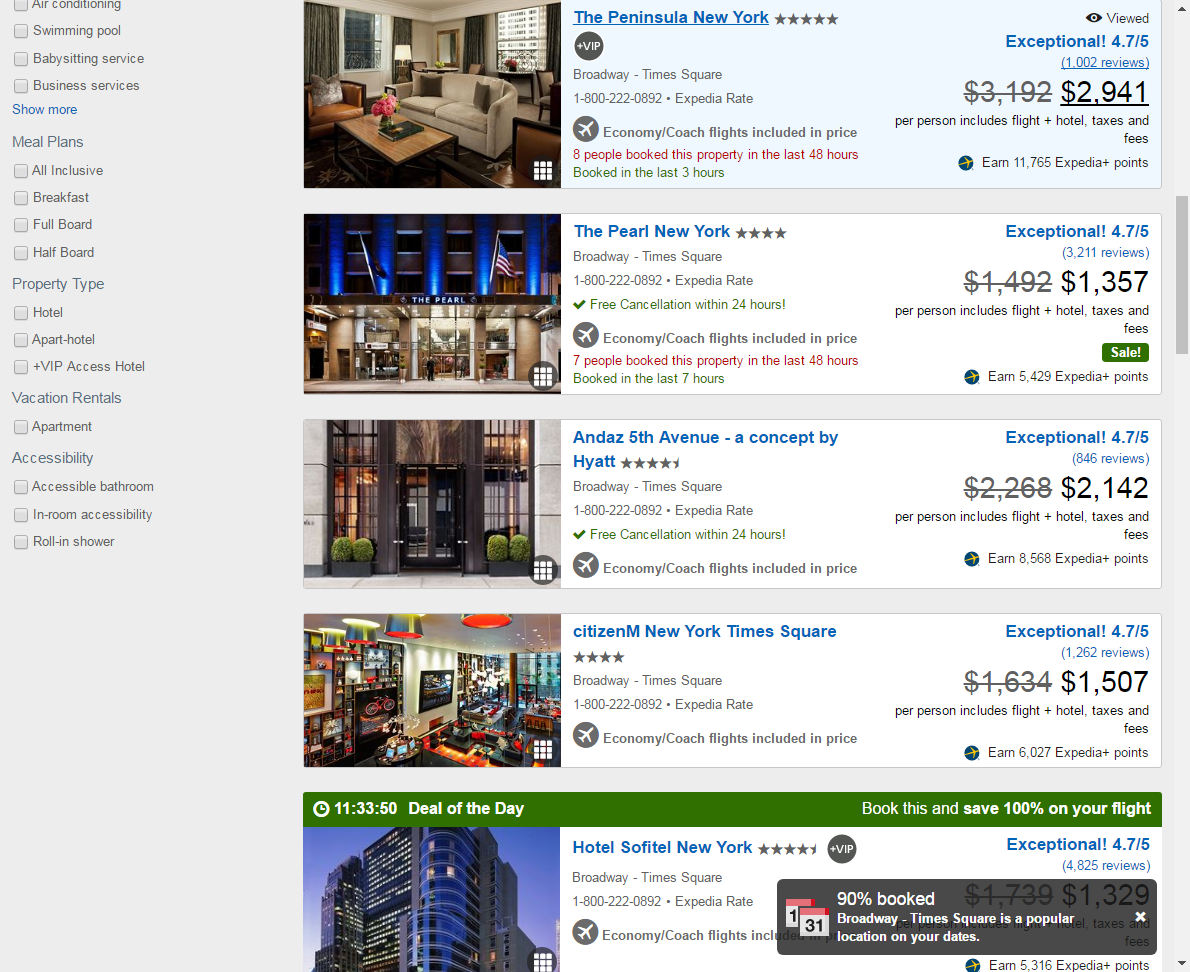 Air conditioning
Swimming pool
Babysitting service
Business services
Show more
Meal Plans
All Inclusive
Breakfast
Full Board
Half Board
Property Type
Hotel
Apart-hotel
+VIP Access Hotel
Vacation Rentals
Apartment
Accessibility
Accessible bathroom
In-room accessibility
Roll-in shower
The Peninsula New York
+VIP
Broadway - Times Square
1-800-222-0892 • Expedia Rate
Economy/Coach flights included in price
8 people booked this property in the last 48 hours
Booked in the last 3 hours
Viewed
Exceptional! 4.7/5
(1,002 reviews)
$3,192 $2,941
per person includes flight + hotel, taxes and
fees
Earn 11,765 Expedia+ points
THE PEARL
The Pearl New York
Broadway - Times Square
1-800-222-0892 • Expedia Rate
Free Cancellation within 24 hours!
Economy/Coach flights included in price
7 people booked this property in the last 48 hours
Booked in the last 7 hours
Exceptional! 4.7/5
(3,211 reviews)
$1,492 $1,357
per person includes flight + hotel, taxes and
fees
Sale!
Earn 5,429 Expedia+ points
Andaz 5th Avenue - a concept by
Hyatt
Broadway - Times Square
1-800-222-0892 • Expedia Rate
Free Cancellation within 24 hours!
Economy/Coach flights included in price
Exceptional! 4.7/5
(846 reviews)
$2,268 $2,142
per person includes flight + hotel, taxes and
fees
Earn 8,568 Expedia+ points
citizenM New York Times Square
Broadway - Times Square
1-800-222-0892 • Expedia Rate
Economy/Coach flights included in price
Exceptional! 4.7/5
(1,262 reviews)
$1,634 $1,507
per person includes flight + hotel, taxes and
fees
Earn 6,027 Expedia+ points
11:33:50 Deal of the Day
Book this and save 100% on your flight
Hotel Sofitel New York
+VIP
Broadway - Times Square
1-800-222-0892 • Expedia Rate
Economy/Coach flights included in pr
Exceptional! 4.7/5
(4,825 reviews)
$1,739 $1,329
per person includes flight + hotel, taxes and
fees
Earn 5,316 Expedia+ points
1
31
90% booked
Broadway - Times Square is a popular
location on your dates.